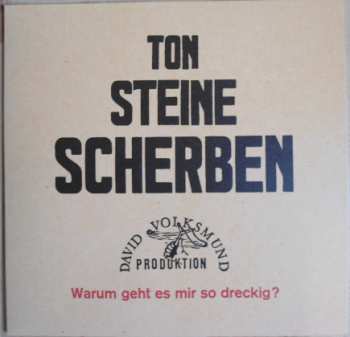 TON
STEINE
SCHERBEN
DAVID VOLKSMUND
PRODUKTION
Warum geht es mir so dreckig?